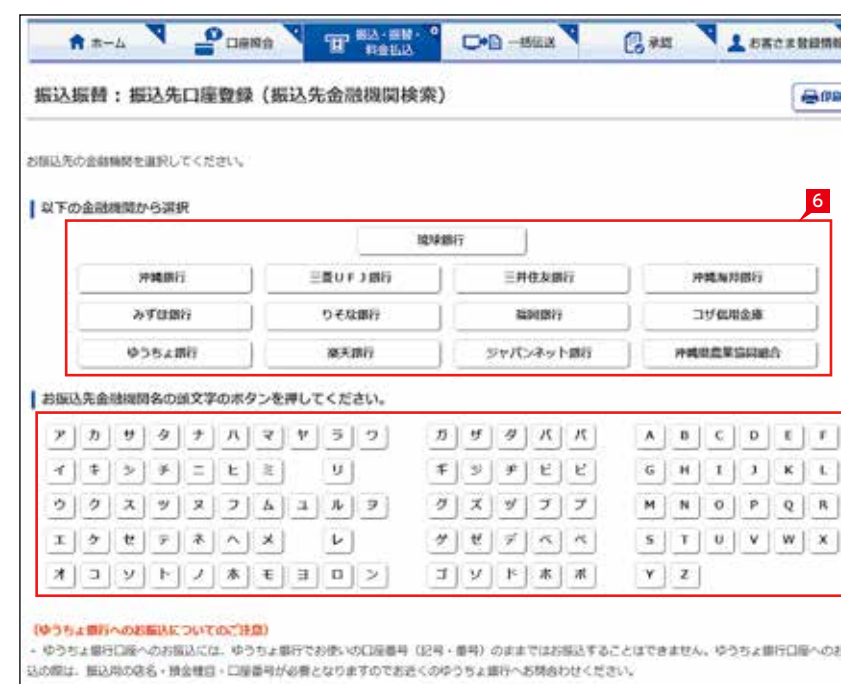 ホーム 口座照会 振込・振替・ 一括伝送 承認 お客さま登録情報
料金払込
振込振替：振込先口座登録（振込先金融機関検索）
印刷
お振込先の金融機関を選択してください。
以下の金融機関から選択
6
琉球銀行
沖縄銀行 三菱ＵＦＪ銀行 三井住友銀行 沖縄海邦銀行
みずほ銀行 りそな銀行 福岡銀行 コザ信用金庫
ゆうちょ銀行 楽天銀行 ジャパンネット銀行 沖縄県農業協同組合
お振込先金融機関名の頭文字のボタンを押してください。
ア カ サ タ ナ ハ マ ヤ ラ ワ ガ ザ ダ バ パ A B C D E F
イ キ シ チ ニ ヒ ミ リ ギ ジ ヂ ビ ピ G H I J K L
ウ ク ス ツ ヌ フ ム ユ ル ヲ グ ズ ヅ ブ プ M N O P Q R
エ ケ セ テ ネ ヘ メ レ ゲ ゼ デ ベ ペ S T U V W X
オ コ ソ ト ノ ホ モ ヨ ロ ン ゴ ゾ ド ボ ポ Y Z
（ゆうちょ銀行へのお振込についてのご注意）
・ゆうちょ銀行口座へのお振込には、ゆうちょ銀行でお使いの口座番号（記号・番号）のままではお振込することはできません。ゆうちょ銀行口座へのお
込の際は、振込用の店名・預金種目・口座番号が必要となりますのでお近くのゆうちょ銀行へお問合わせください。